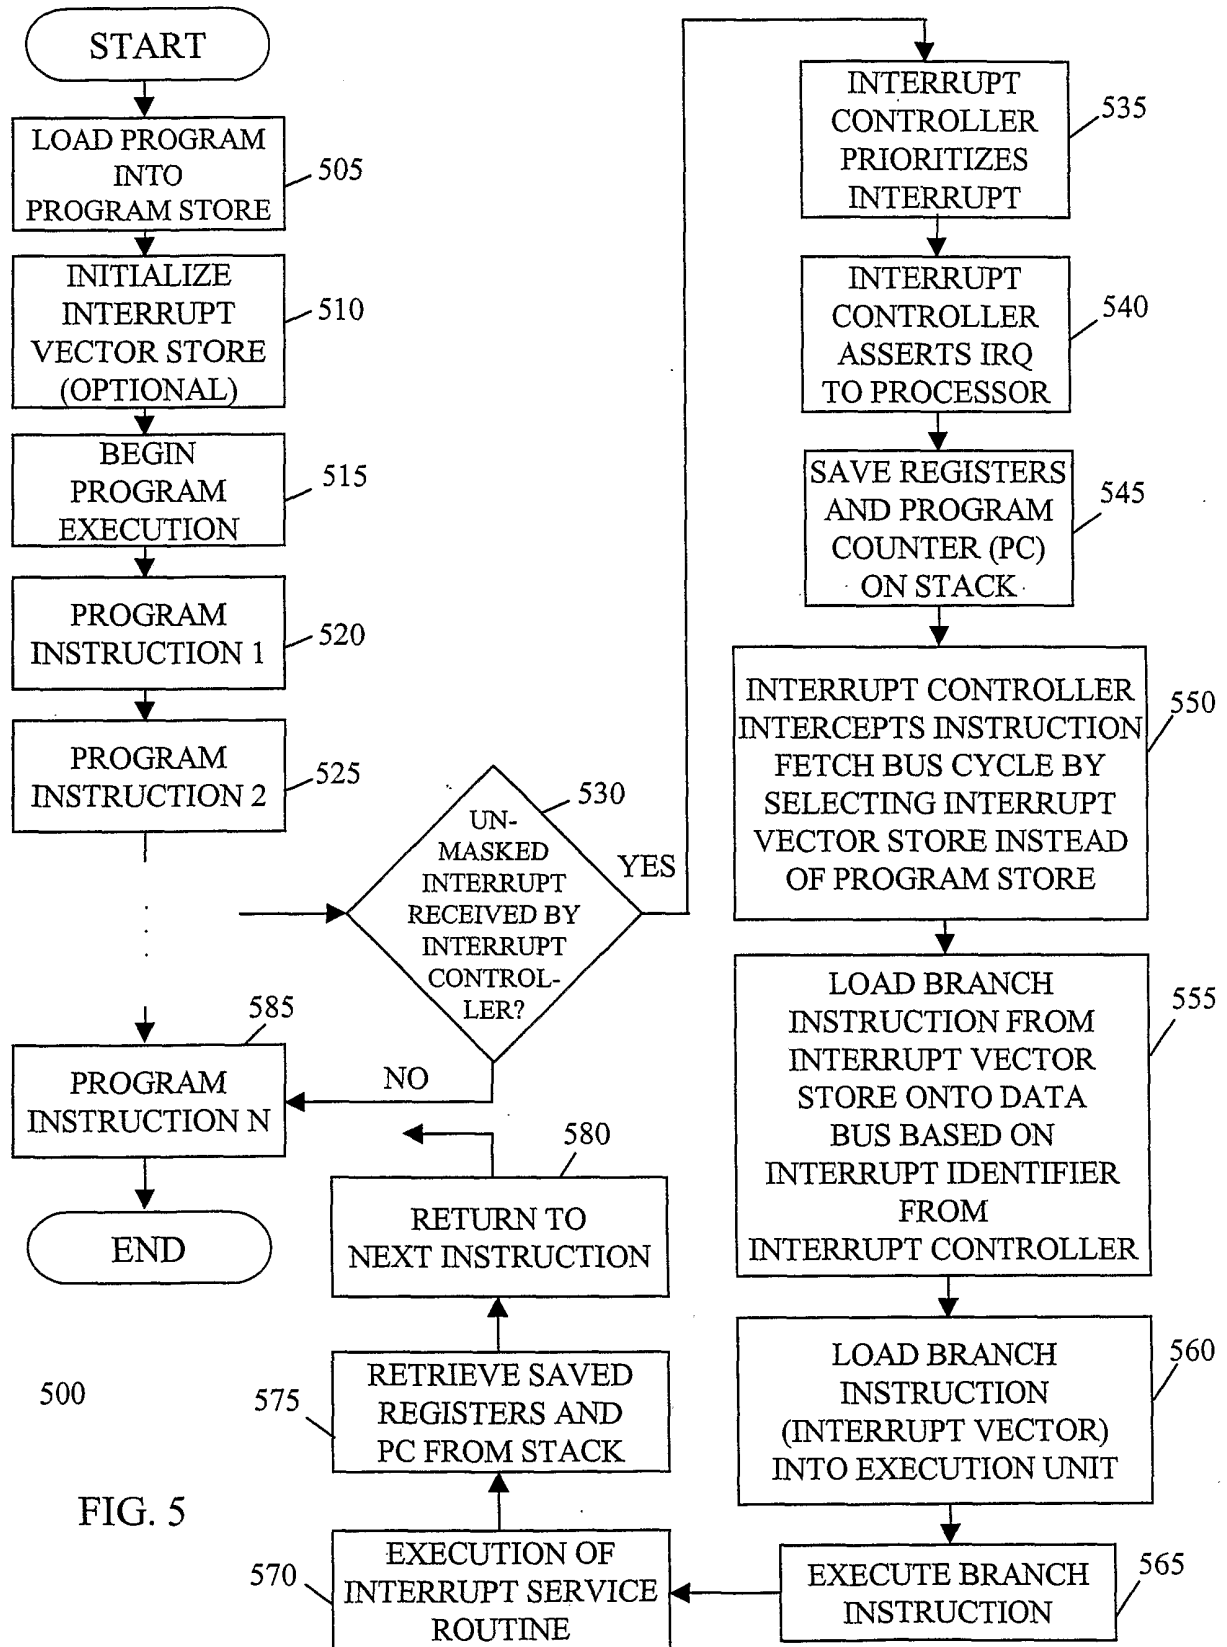 START
LOAD PROGRAM
INTO
PROGRAM STORE
505
INITIALIZE
INTERRUPT
VECTOR STORE
(OPTIONAL)
510
BEGIN
PROGRAM
EXECUTION
515
PROGRAM
INSTRUCTION 1
520
PROGRAM
INSTRUCTION 2
525
530
UN-
MASKED
INTERRUPT
RECEIVED BY
INTERRUPT
CONTROL-
LER?
YES
NO
585
PROGRAM
INSTRUCTION N
END
INTERRUPT
CONTROLLER
PRIORITIZES
INTERRUPT
535
INTERRUPT
CONTROLLER
ASSERTS IRQ
TO PROCESSOR
540
SAVE REGISTERS
AND PROGRAM
COUNTER (PC)
ON STACK
545
INTERRUPT CONTROLLER
INTERCEPTS INSTRUCTION
FETCH BUS CYCLE BY
SELECTING INTERRUPT
VECTOR STORE INSTEAD
OF PROGRAM STORE
550
LOAD BRANCH
INSTRUCTION FROM
INTERRUPT VECTOR
STORE ONTO DATA
BUS BASED ON
INTERRUPT IDENTIFIER
FROM
INTERRUPT CONTROLLER
555
LOAD BRANCH
INSTRUCTION
(INTERRUPT VECTOR)
INTO EXECUTION UNIT
560
EXECUTE BRANCH
INSTRUCTION
565
EXECUTION OF
INTERRUPT SERVICE
ROUTINE
570
RETRIEVE SAVED
REGISTERS AND
PC FROM STACK
575
RETURN TO
NEXT INSTRUCTION
580
500
FIG. 5